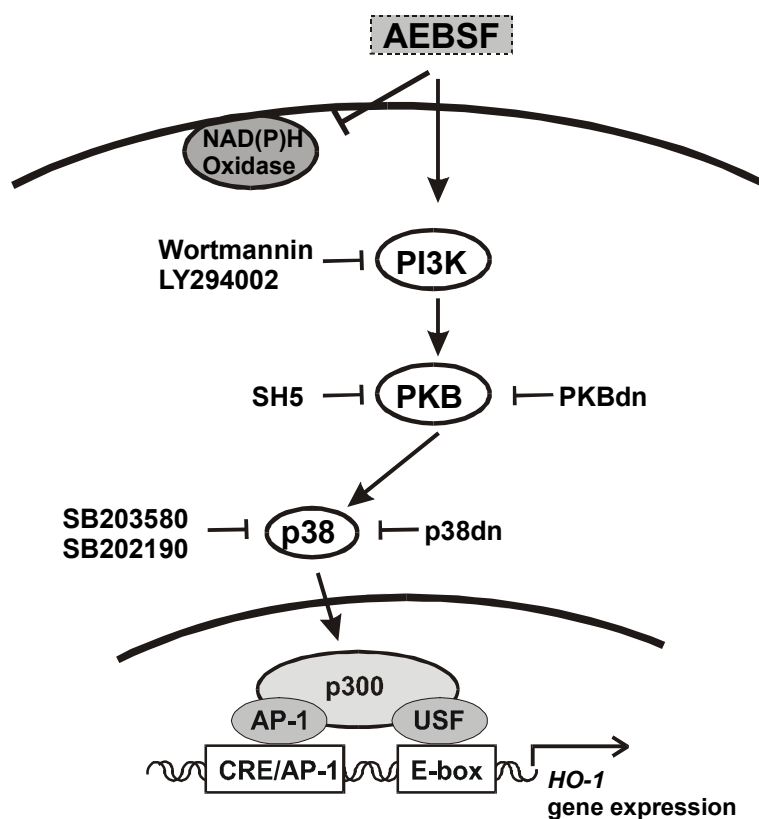 AEBSF
NAD(P)H
Oxidase
Wortmannin
LY294002
PI3K
SH5
PKB
PKBdn
SB203580
SB202190
p38
p38dn
p300
AP-1
USF
CRE/AP-1
E-box
HO-1
gene expression